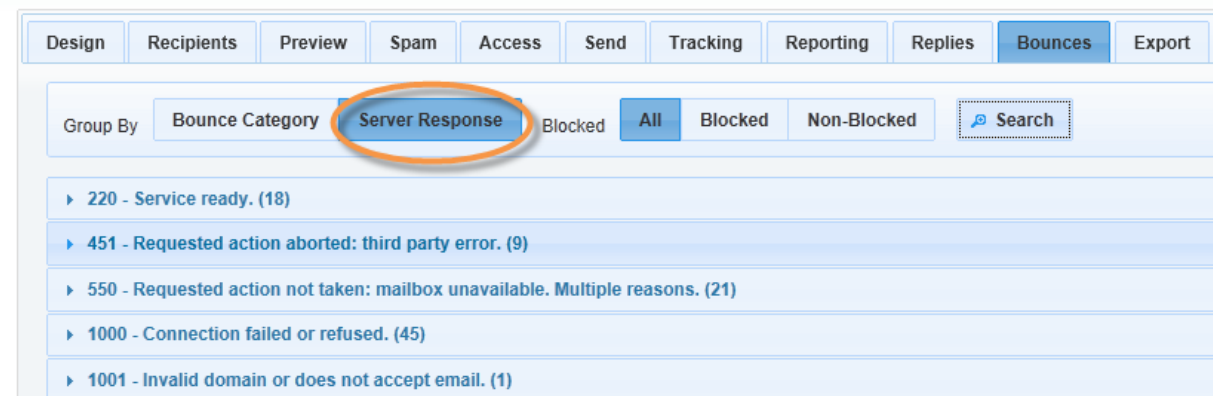 Design Recipients Preview Spam Access Send Tracking Reporting Replies Bounces Export
Group By Bounce Category Server Response Blocked All Blocked Non-Blocked Search
220 - Service ready. (18)
451 - Requested action aborted: third party error. (9)
550 - Requested action not taken: mailbox unavailable. Multiple reasons. (21)
1000 - Connection failed or refused. (45)
1001 - Invalid domain or does not accept email. (1)